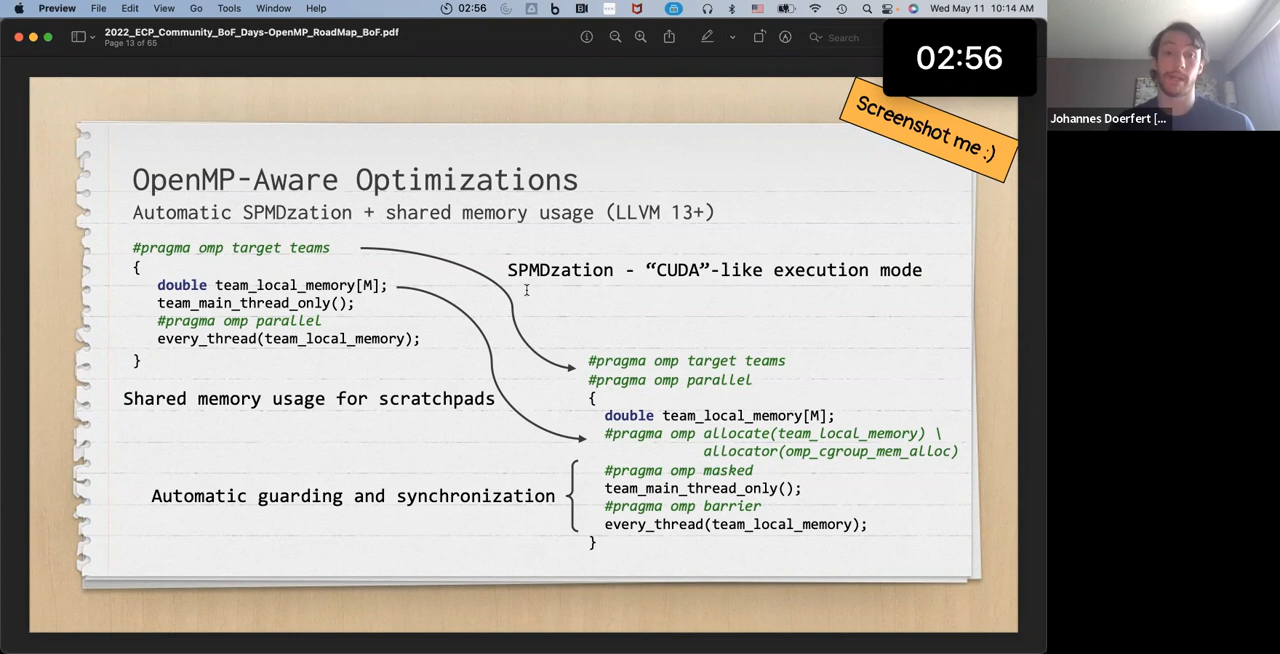 Preview File Edit View Go Tools Window Help 02:56 Wed May 11 10:14 AM
2022_ECP_Community_BoF_Days-OpenMP_RoadMap_BoF.pdf
Page 13 of 65
Search
02:56
Johannes Doerfert [...
Screenshot me :)
OpenMP-Aware Optimizations
Automatic SPMDzation + shared memory usage (LLVM 13+)
#pragma omp target teams
{
double team_local_memory[M];
team_main_thread_only();
#pragma omp parallel
every_thread(team_local_memory);
}
SPMDzation - “CUDA”-like execution mode
Shared memory usage for scratchpads
#pragma omp target teams
#pragma omp parallel
{
double team_local_memory[M];
#pragma omp allocate(team_local_memory) \
allocator(omp_cgroup_mem_alloc)
#pragma omp masked
team_main_thread_only();
#pragma omp barrier
every_thread(team_local_memory);
}
Automatic guarding and synchronization